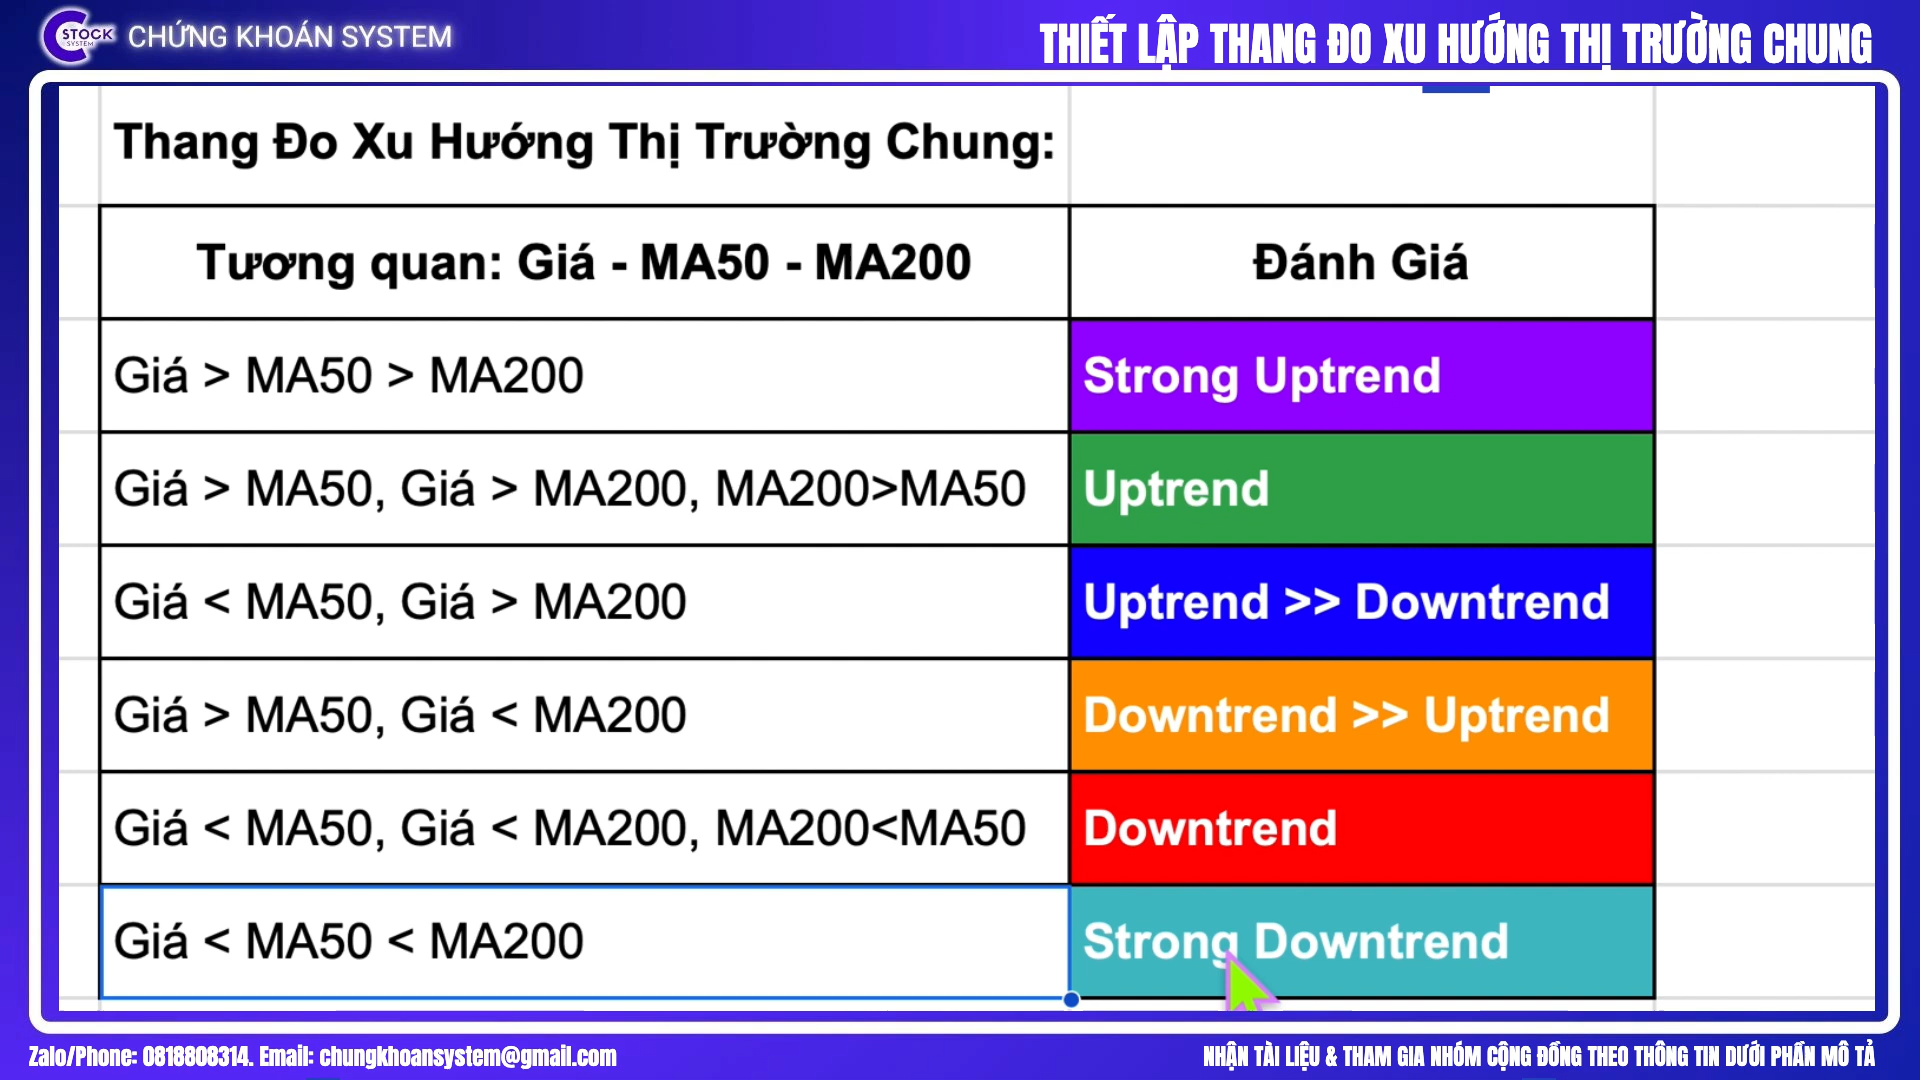 STOCK
SYSTEM
CHỨNG KHOÁN SYSTEM
THIẾT LẬP THANG ĐO XU HƯỚNG THỊ TRƯỜNG CHUNG
Thang Đo Xu Hướng Thị Trường Chung:
Tương quan: Giá - MA50 - MA200
Đánh Giá
Giá > MA50 > MA200
Strong Uptrend
Giá > MA50, Giá > MA200, MA200>MA50
Uptrend
Giá < MA50, Giá > MA200
Uptrend >> Downtrend
Giá > MA50, Giá < MA200
Downtrend >> Uptrend
Giá < MA50, Giá < MA200, MA200<MA50
Downtrend
Giá < MA50 < MA200
Strong Downtrend
Zalo/Phone: 0818808314. Email: chungkhoansystem@gmail.com
NHẬN TÀI LIỆU & THAM GIA NHÓM CỘNG ĐỒNG THEO THÔNG TIN DƯỚI PHẦN MÔ TẢ